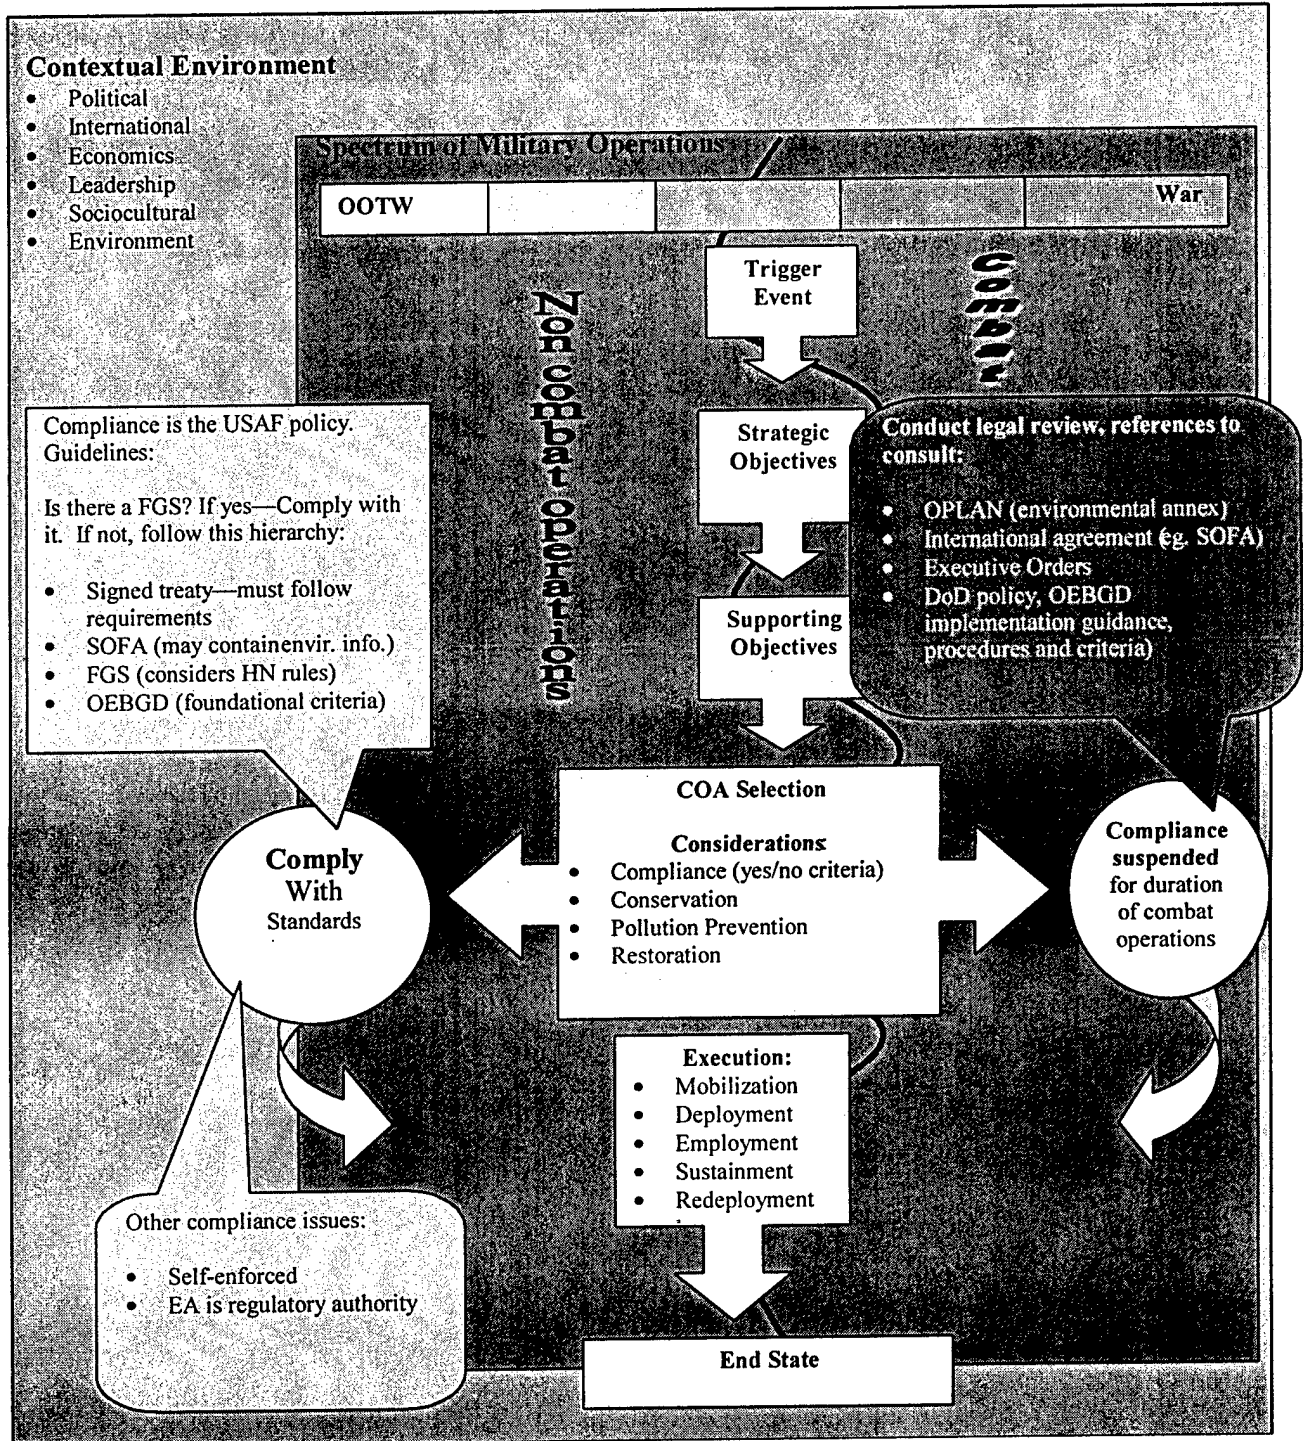 Contextual Environment
• Political
• International
• Economics
• Leadership
• Sociocultural
• Environment
Spectrum of Military Operations
OOTW
War
Trigger
Event
Non combat operations
Combat
Compliance is the USAF policy.
Guidelines:
Is there a FGS? If yes—Comply with
it. If not, follow this hierarchy:
• Signed treaty—must follow
requirements
• SOFA (may containenvir. info.)
• FGS (considers HN rules)
• OEBGD (foundational criteria)
Strategic
Objectives
Conduct legal review, references to
consult:
• OPLAN (environmental annex)
• International agreement (eg. SOFA)
• Executive Orders
• DoD policy, OEBGD
implementation guidance,
procedures and criteria)
Supporting
Objectives
COA Selection
Considerations:
• Compliance (yes/no criteria)
• Conservation
• Pollution Prevention
• Restoration
Comply
With
Standards
Compliance
suspended
for duration
of combat
operations
Execution:
• Mobilization
• Deployment
• Employment
• Sustainment
• Redeployment
Other compliance issues:
• Self-enforced
• EA is regulatory authority
End State